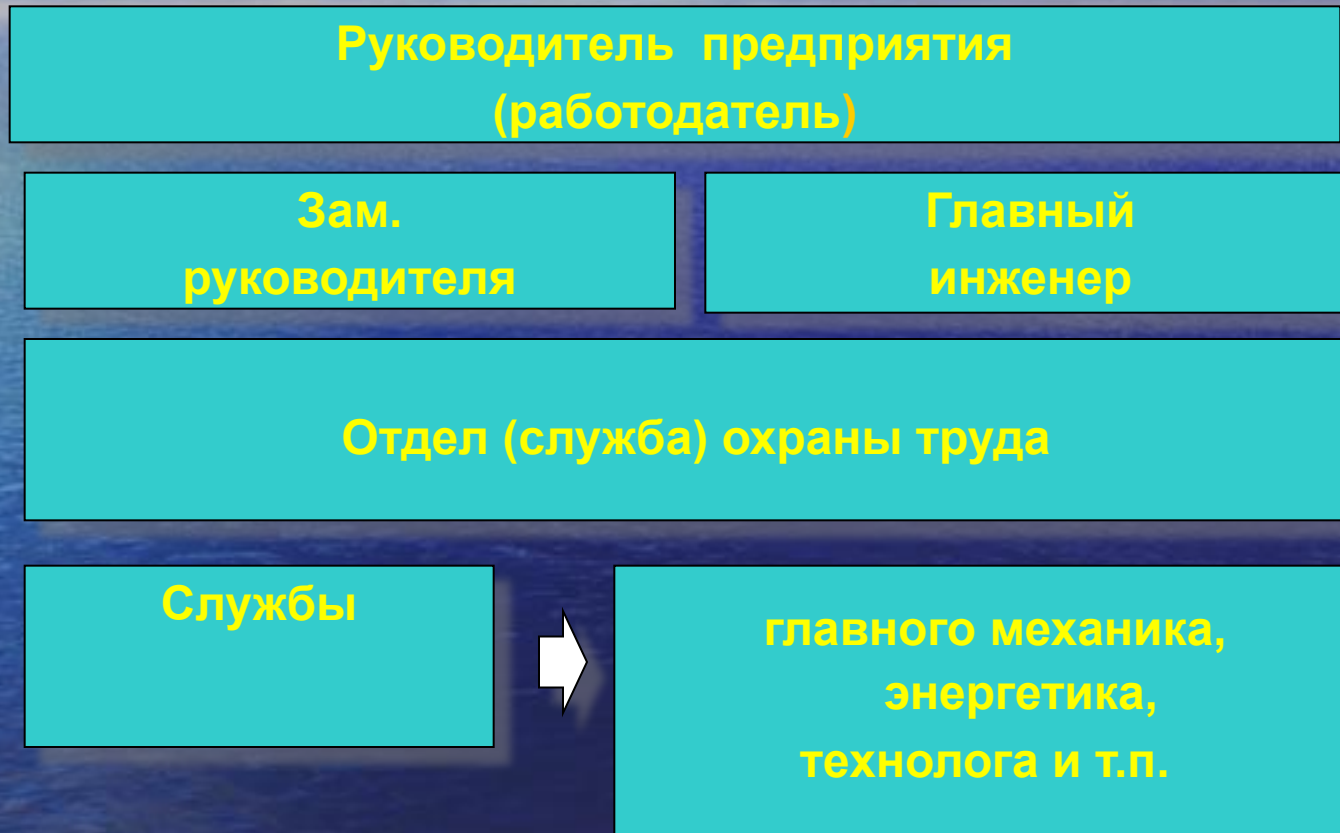 Руководитель предприятия
(работодатель)
Зам.
руководителя
Главный
инженер
Отдел (служба) охраны труда
Службы
главного механика,
энергетика,
технолога и т.п.